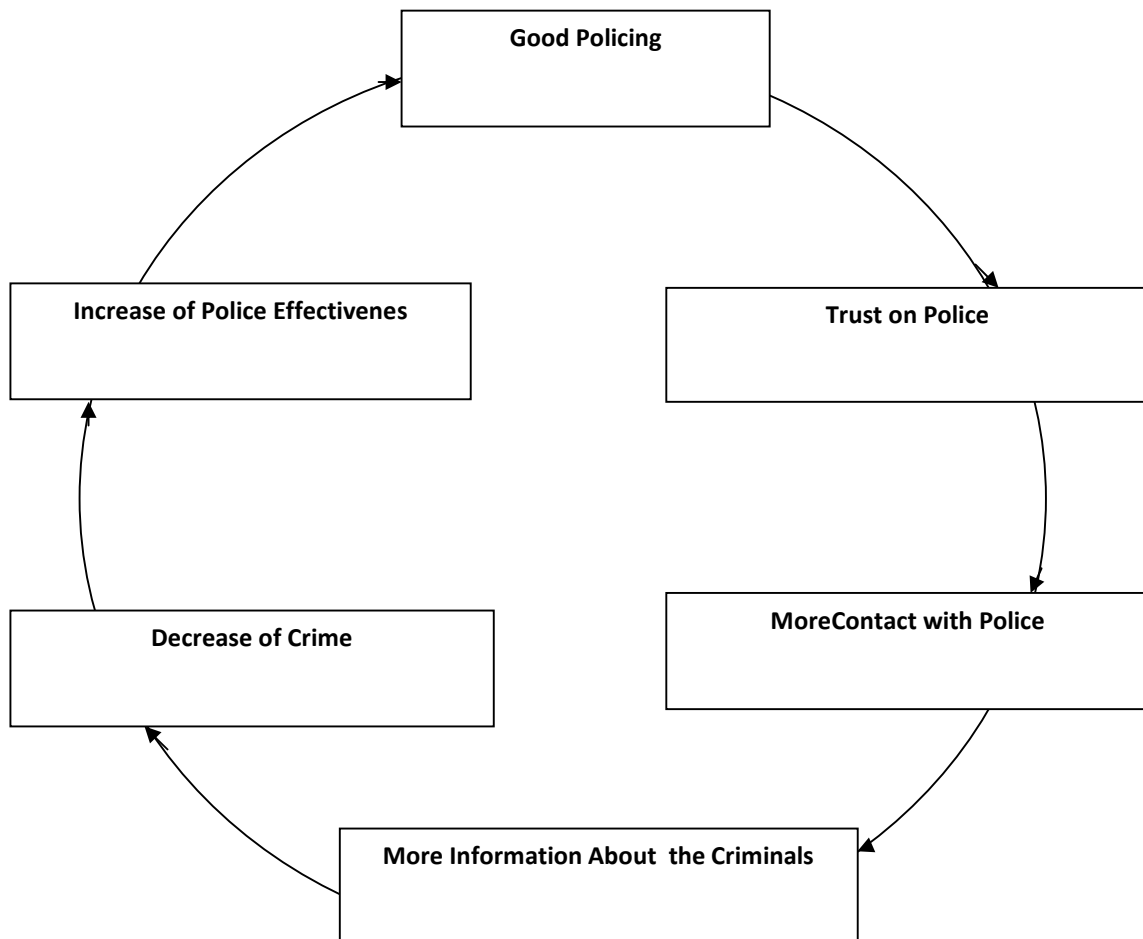 Good Policing
Increase of Police Effectivenes
Trust on Police
Decrease of Crime
MoreContact with Police
More Information About  the Criminals